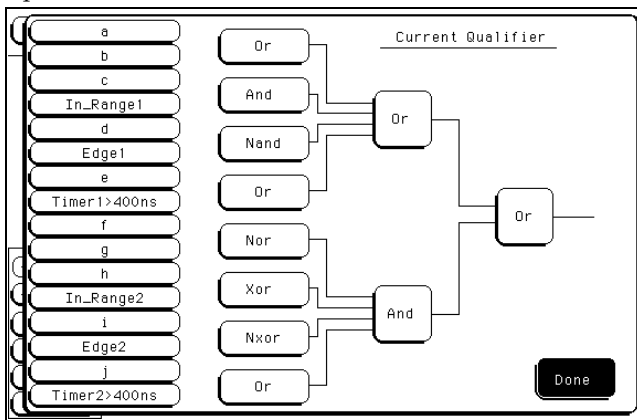 Current Qualifier
a
b
c
In_Range1
d
Edge1
e
Timer1>400ns
f
g
h
In_Range2
i
Edge2
j
Timer2>400ns
Or
And
Nand
Or
Nor
Xor
Nxor
Or
Or
And
Or
Done